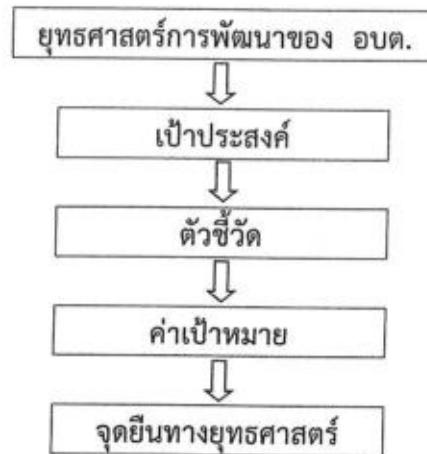 ยุทธศาสตร์การพัฒนาของ อบต.
เป้าประสงค์
ตัวชี้วัด
ค่าเป้าหมาย
จุดยืนทางยุทธศาสตร์